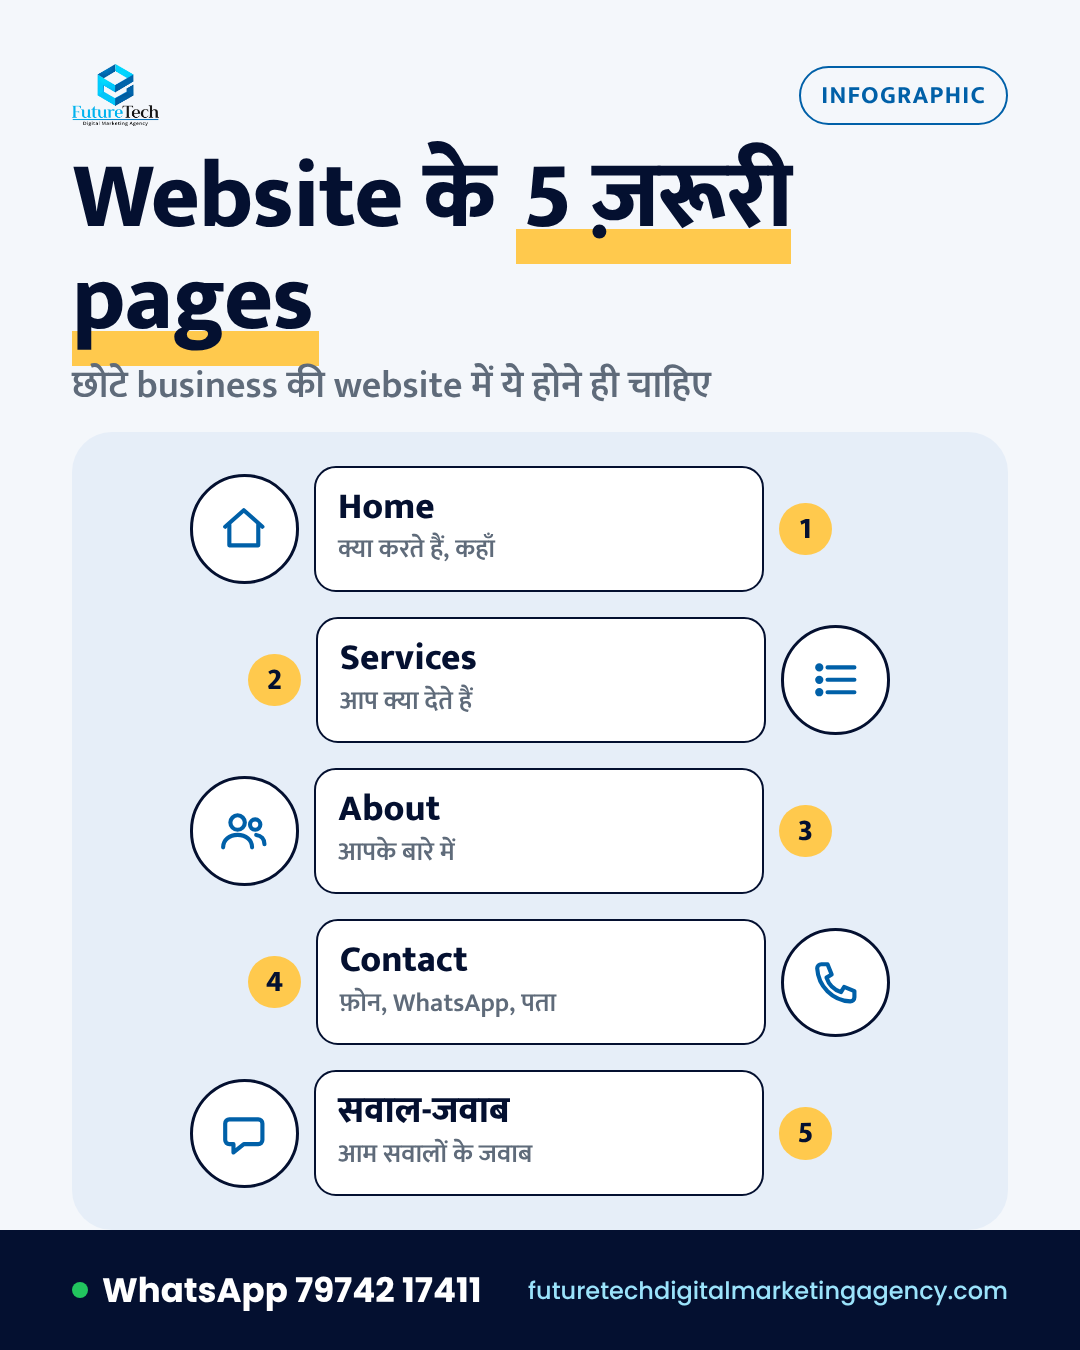 FutureTech
Digital Marketing Agency
INFOGRAPHIC
Website के 5 ज़रूरी
pages
छोटे business की website में ये होने ही चाहिए
Home
क्या करते हैं, कहाँ
1
2
Services
आप क्या देते हैं
About
आपके बारे में
3
4
Contact
फ़ोन, WhatsApp, पता
सवाल-जवाब
आम सवालों के जवाब
5
WhatsApp 79742 17411
futuretechdigitalmarketingagency.com